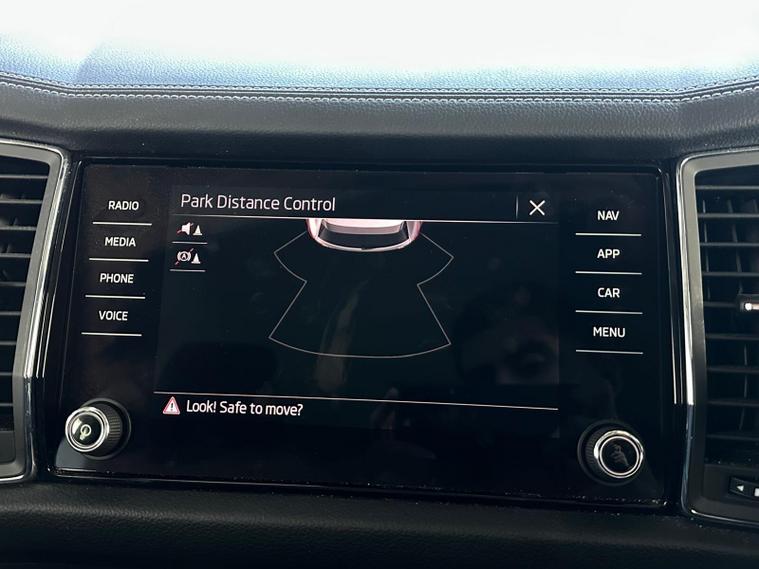 Park Distance Control
RADIO
MEDIA
PHONE
VOICE
NAV
APP
CAR
MENU
Look! Safe to move?